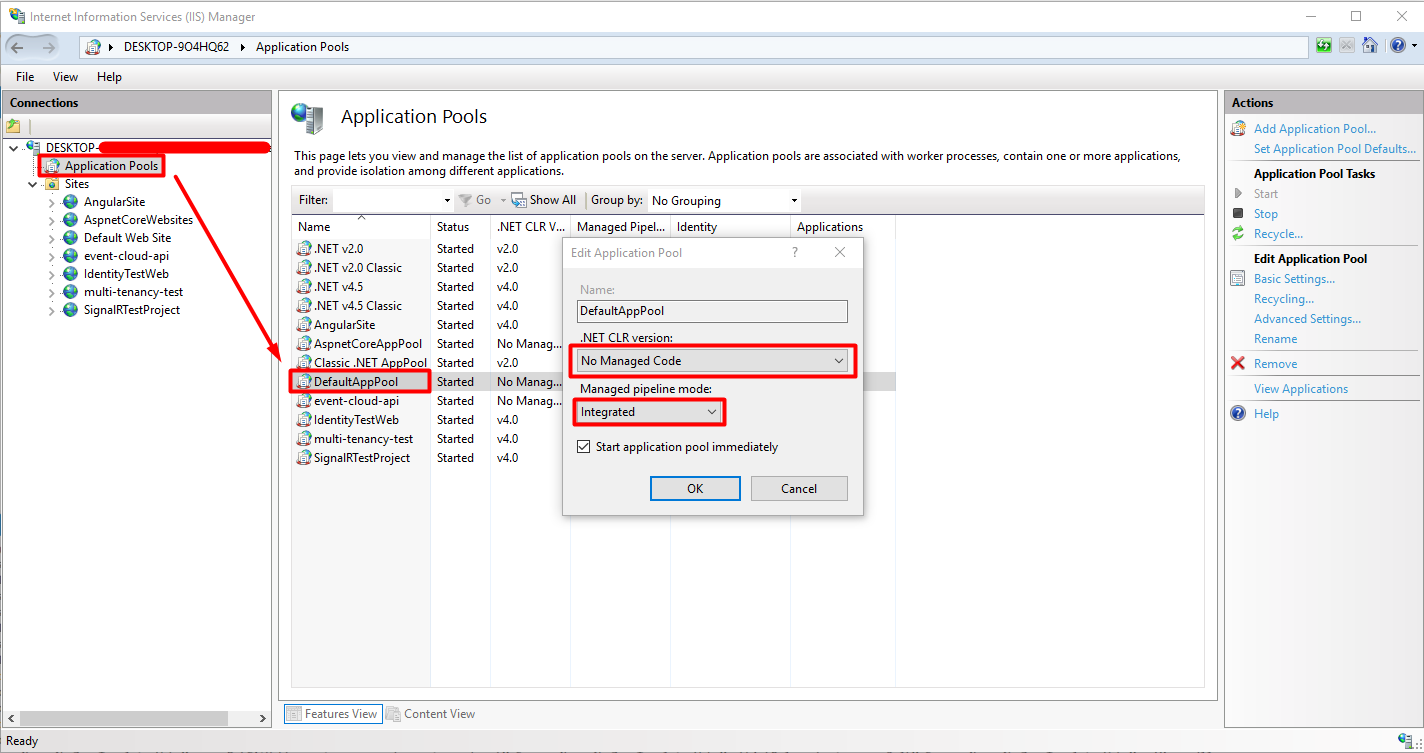 Internet Information Services (IIS) Manager
DESKTOP-9O4HQ62 Application Pools
File View Help
Connections
DESKTOP-
Application Pools
Sites
AngularSite
AspnetCoreWebsites
Default Web Site
event-cloud-api
IdentityTestWeb
multi-tenancy-test
SignalRTestProject
Application Pools
This page lets you view and manage the list of application pools on the server. Application pools are associated with worker processes, contain one or more applications,
and provide isolation among different applications.
Filter: Go Show All Group by: No Grouping
Name Status .NET CLR V... Managed Pipel... Identity Applications
.NET v2.0 Started v2.0
.NET v2.0 Classic Started v2.0
.NET v4.5 Started v4.0
.NET v4.5 Classic Started v4.0
AngularSite Started v4.0
AspnetCoreAppPool Started No Manag...
Classic .NET AppPool Started v2.0
DefaultAppPool Started No Manag...
event-cloud-api Started No Manag...
IdentityTestWeb Started v4.0
multi-tenancy-test Started v4.0
SignalRTestProject Started v4.0
Edit Application Pool ?
Name:
DefaultAppPool
.NET CLR version:
No Managed Code
Managed pipeline mode:
Integrated
Start application pool immediately
OK Cancel
Features View Content View
Actions
Add Application Pool...
Set Application Pool Defaults...
Application Pool Tasks
Start
Stop
Recycle...
Edit Application Pool
Basic Settings...
Recycling...
Advanced Settings...
Rename
Remove
View Applications
Help
Ready